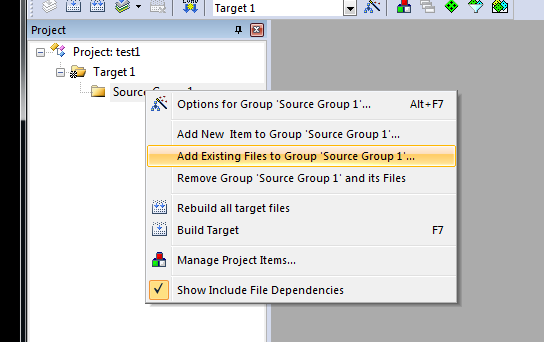 LOAD
Target 1
Project
Project: test1
Target 1
Source Group 1
Options for Group 'Source Group 1'... Alt+F7
Add New Item to Group 'Source Group 1'...
Add Existing Files to Group 'Source Group 1'...
Remove Group 'Source Group 1' and its Files
Rebuild all target files
Build Target F7
Manage Project Items...
Show Include File Dependencies